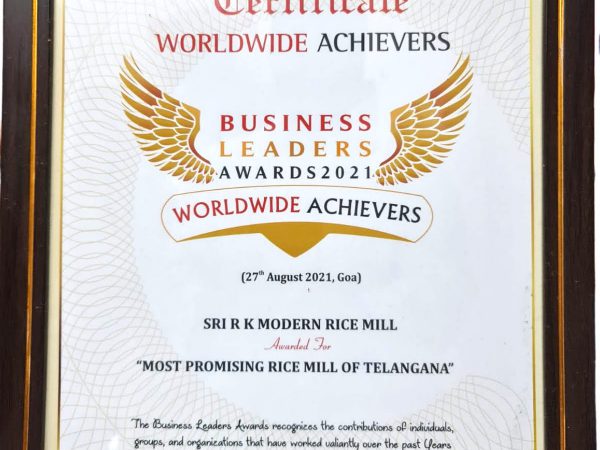 Certificate
WORLDWIDE ACHIEVERS
BUSINESS
LEADERS
AWARDS2021
WORLDWIDE ACHIEVERS
(27th August 2021, Goa)
SRI R K MODERN RICE MILL
Awarded For
"MOST PROMISING RICE MILL OF TELANGANA"
"The Business Leaders Awards recognizes the contributions of individuals,
groups, and organizations that have worked valiantly over the past Years